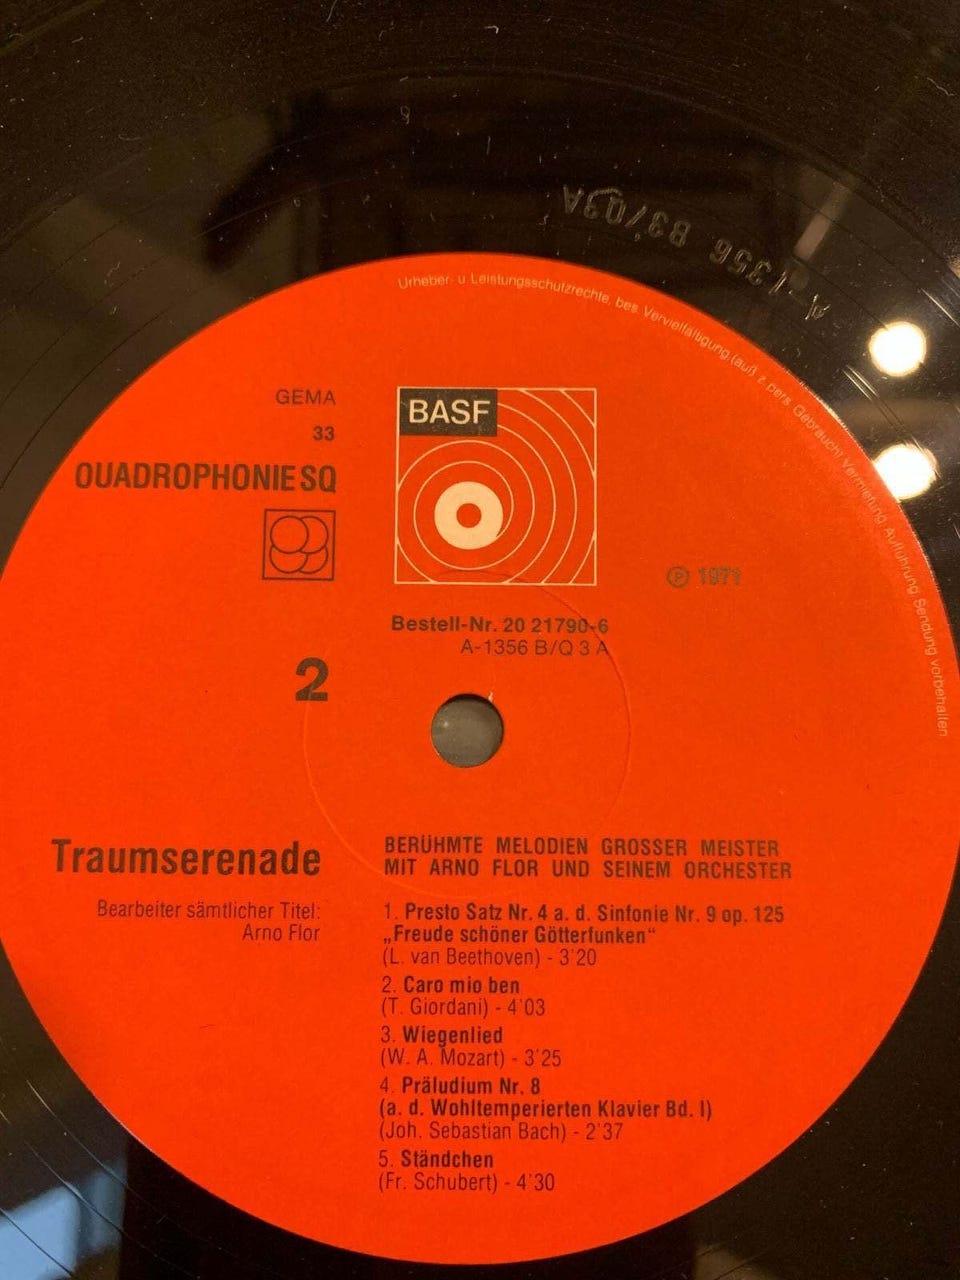 A-1356 B3/Q3A
Urheber- u Leistungsschutzrechte, bes. Vervielfältigung (auß z. pers Gebrauch) Vermietung Aufführung Sendung vorbehalten
GEMA
33
QUADROPHONIE SQ
BASF
℗ 1971
Bestell-Nr. 20 21790-6
A-1356 B/Q 3 A
2
Traumserenade
Bearbeiter sämtlicher Titel:
Arno Flor
BERÜHMTE MELODIEN GROSSER MEISTER
MIT ARNO FLOR UND SEINEM ORCHESTER
1. Presto Satz Nr. 4 a. d. Sinfonie Nr. 9 op. 125
„Freude schöner Götterfunken“
(L. van Beethoven) - 3'20
2. Caro mio ben
(T. Giordani) - 4'03
3. Wiegenlied
(W. A. Mozart) - 3'25
4. Präludium Nr. 8
(a. d. Wohltemperierten Klavier Bd. I)
(Joh. Sebastian Bach) - 2'37
5. Ständchen
(Fr. Schubert) - 4'30